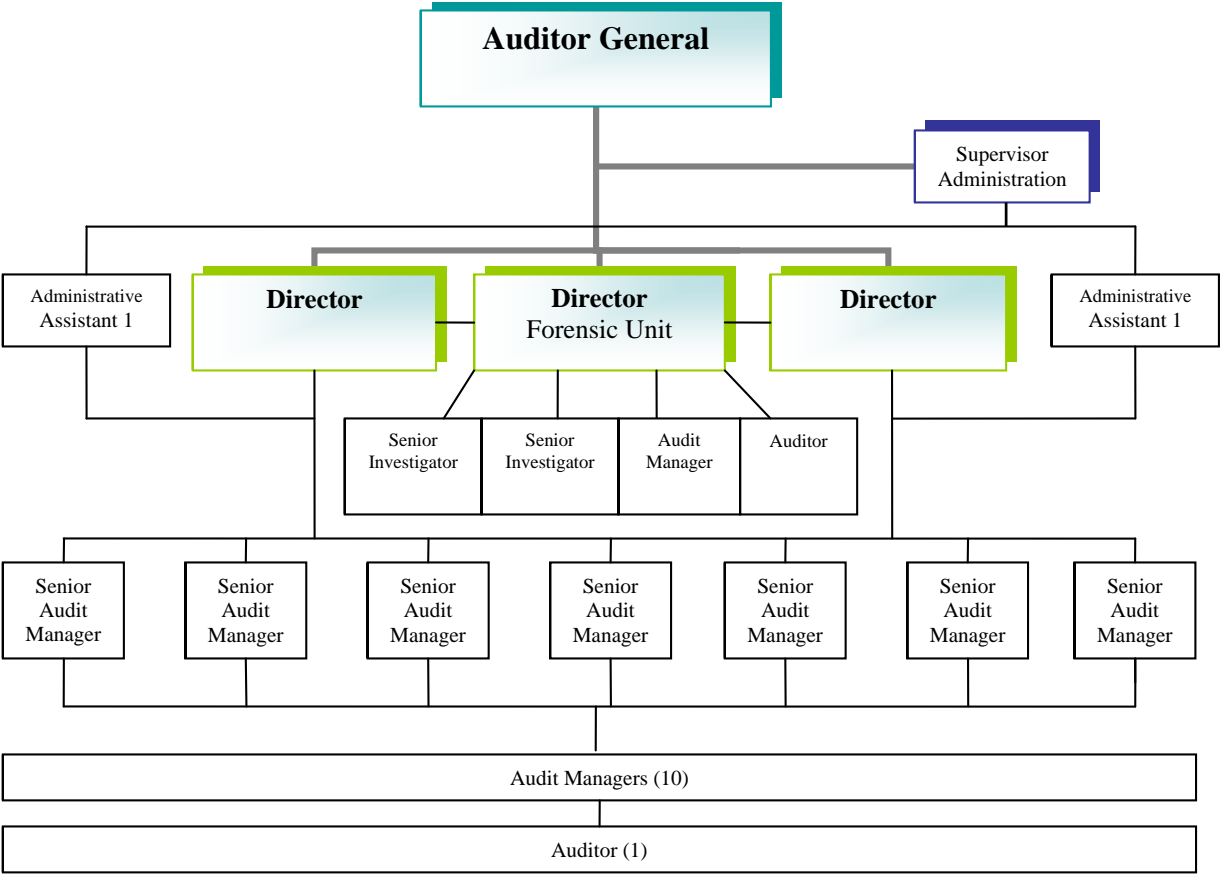 Auditor General
Supervisor
Administration
Administrative
Assistant 1
Director
Director
Forensic Unit
Director
Administrative
Assistant 1
Senior
Investigator
Senior
Investigator
Audit
Manager
Auditor
Senior
Audit
Manager
Senior
Audit
Manager
Senior
Audit
Manager
Senior
Audit
Manager
Senior
Audit
Manager
Senior
Audit
Manager
Senior
Audit
Manager
Audit Managers (10)
Auditor (1)